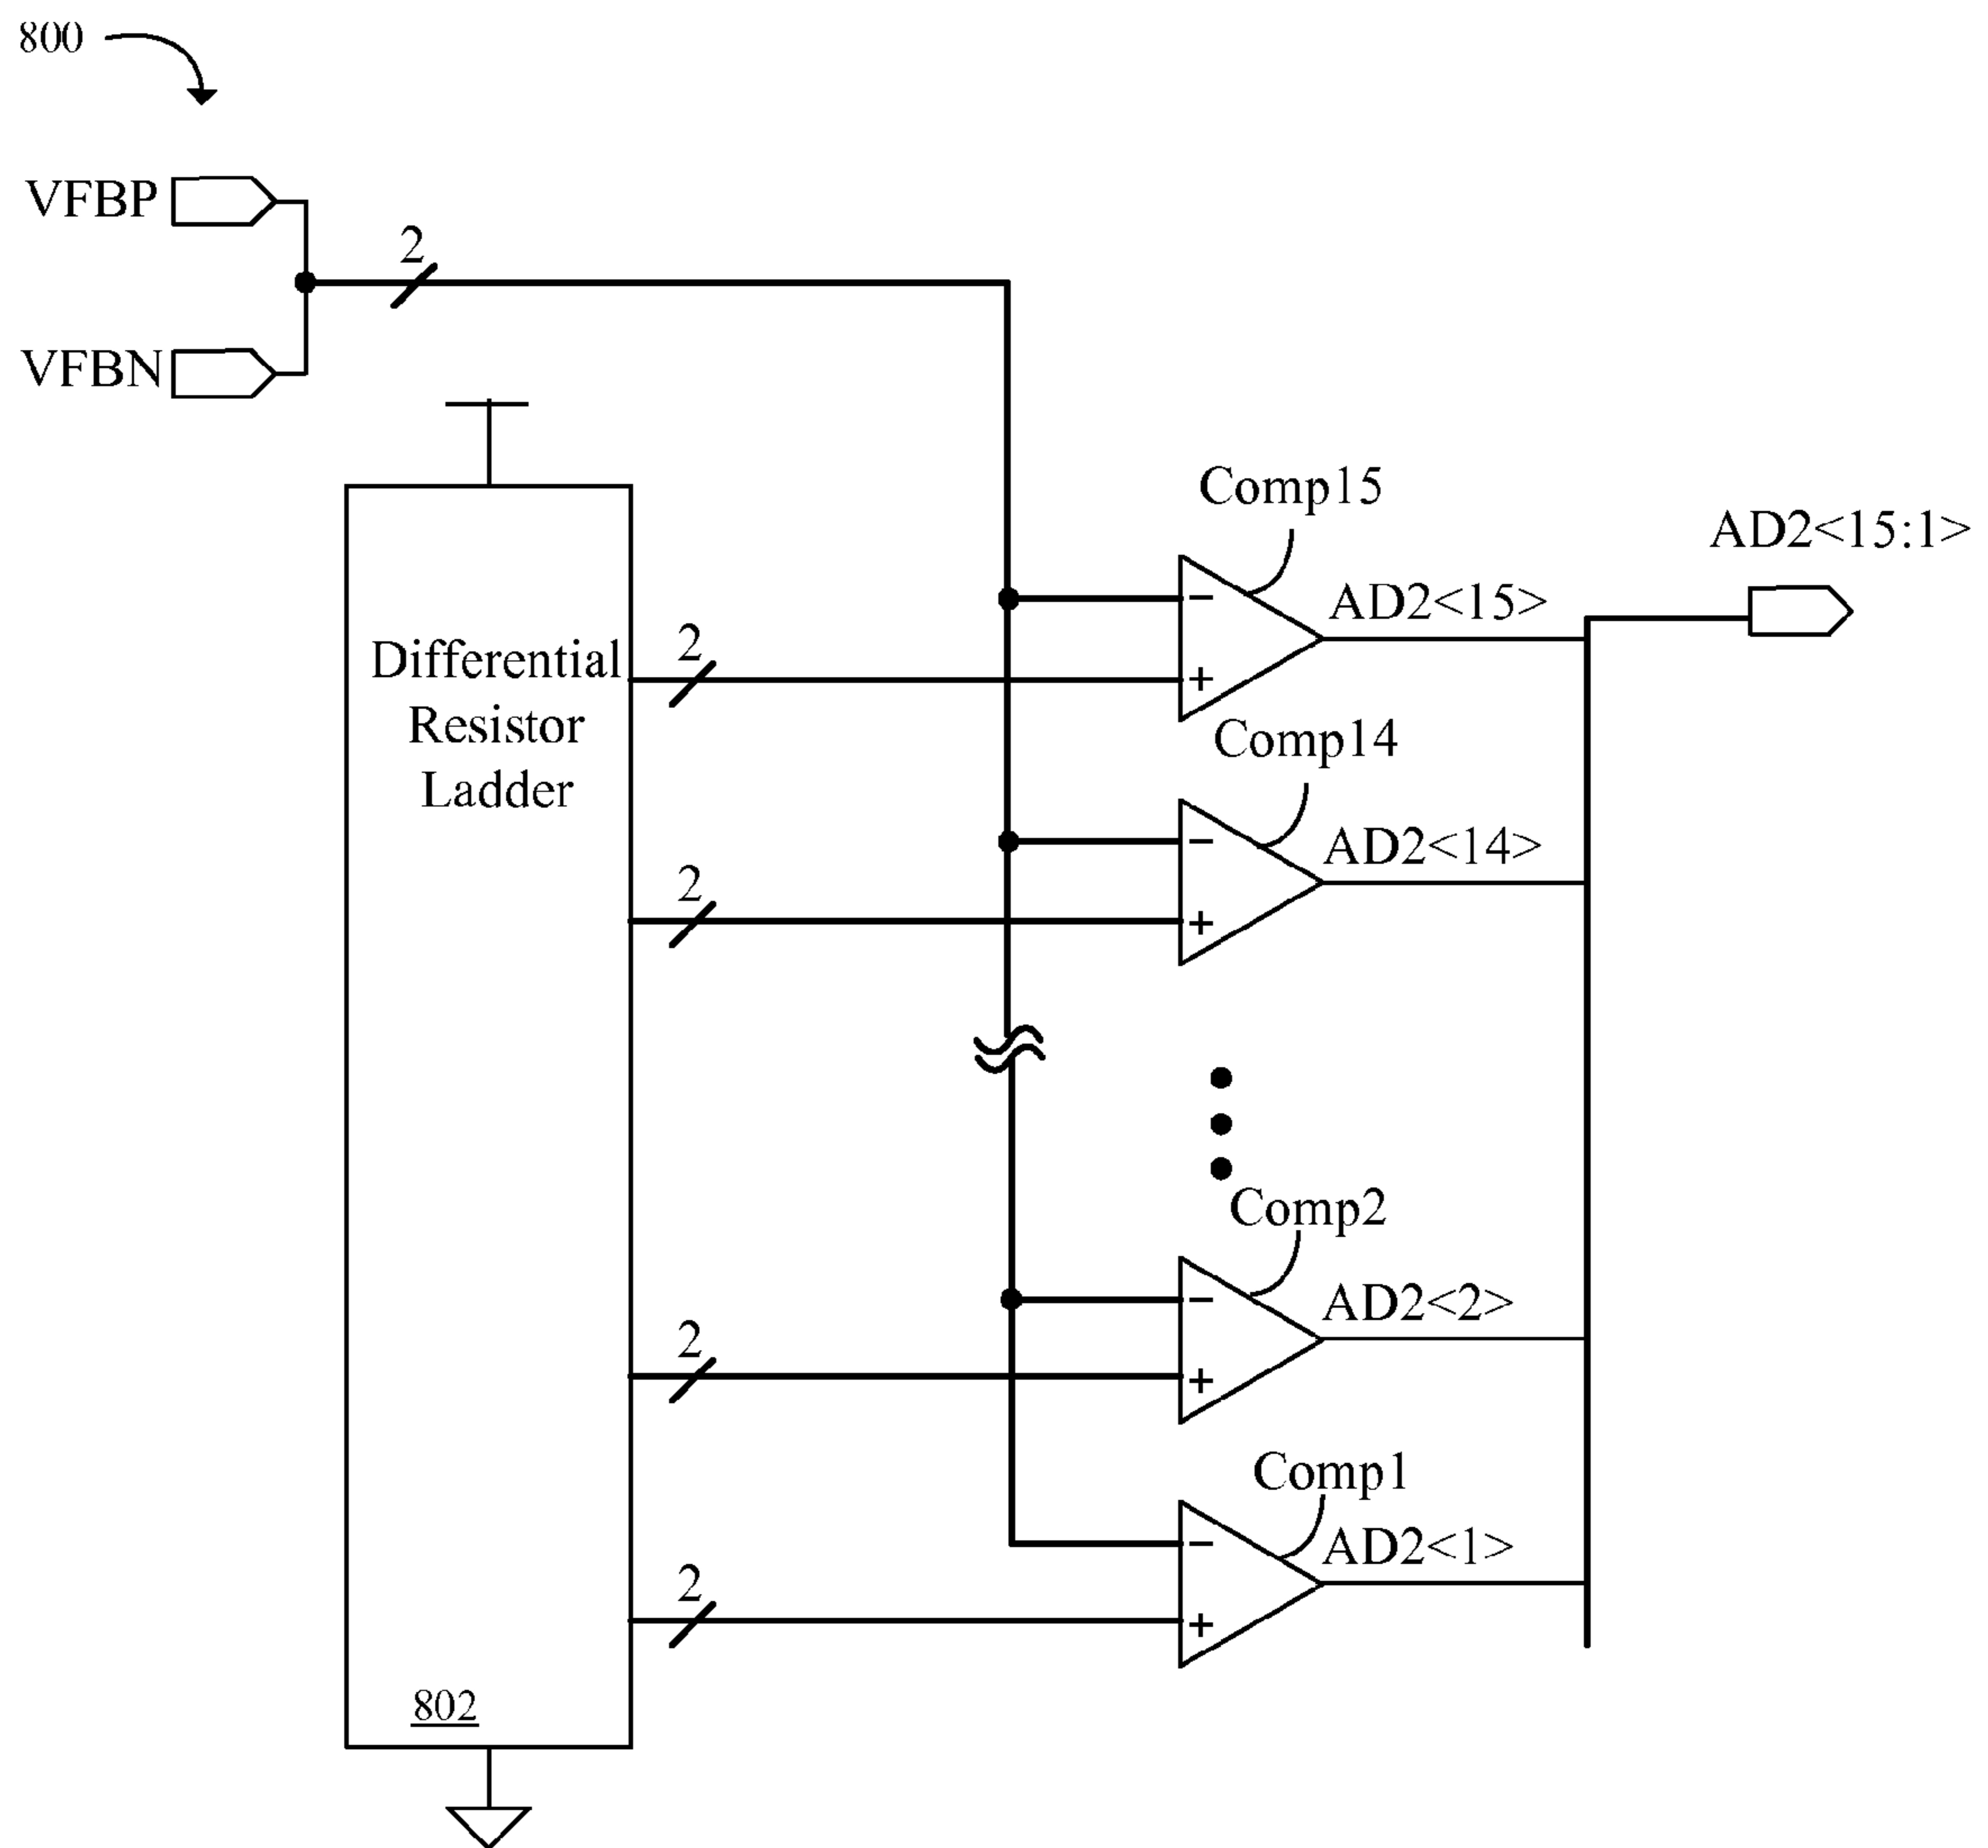 800
VFBP
2
VFBN
Comp15
AD2<15:1>
AD2<15>
−
2
Differential
Resistor
Ladder
+
Comp14
AD2<14>
−
2
+
Comp2
AD2<2>
−
2
+
Comp1
AD2<1>
−
2
+
802